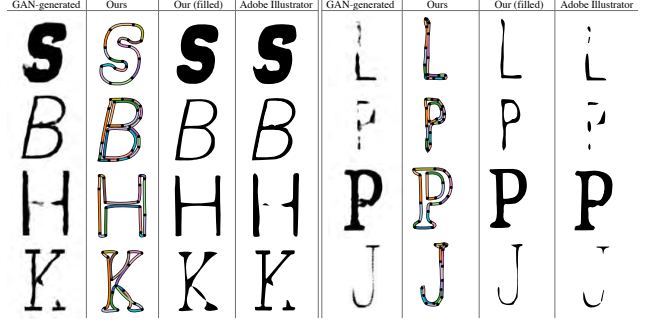 GAN-generated Ours Our (filled) Adobe Illustrator GAN-generated Ours Our (filled) Adobe Illustrator
S S S S L L L L
B B B B P P P P
H H H H P P P P
K K K K J J J J